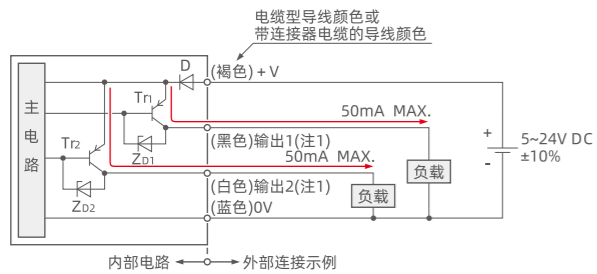 电缆型导线颜色或
带连接器电缆的导线颜色
D
(褐色)+V
Tr1
50mA MAX.
主电路
(黑色)输出1(注1)
ZD1
50mA MAX.
Tr2
+
5~24V DC
±10%
-
负载
(白色)输出2(注1)
负载
ZD2
(蓝色)0V
内部电路
外部连接示例